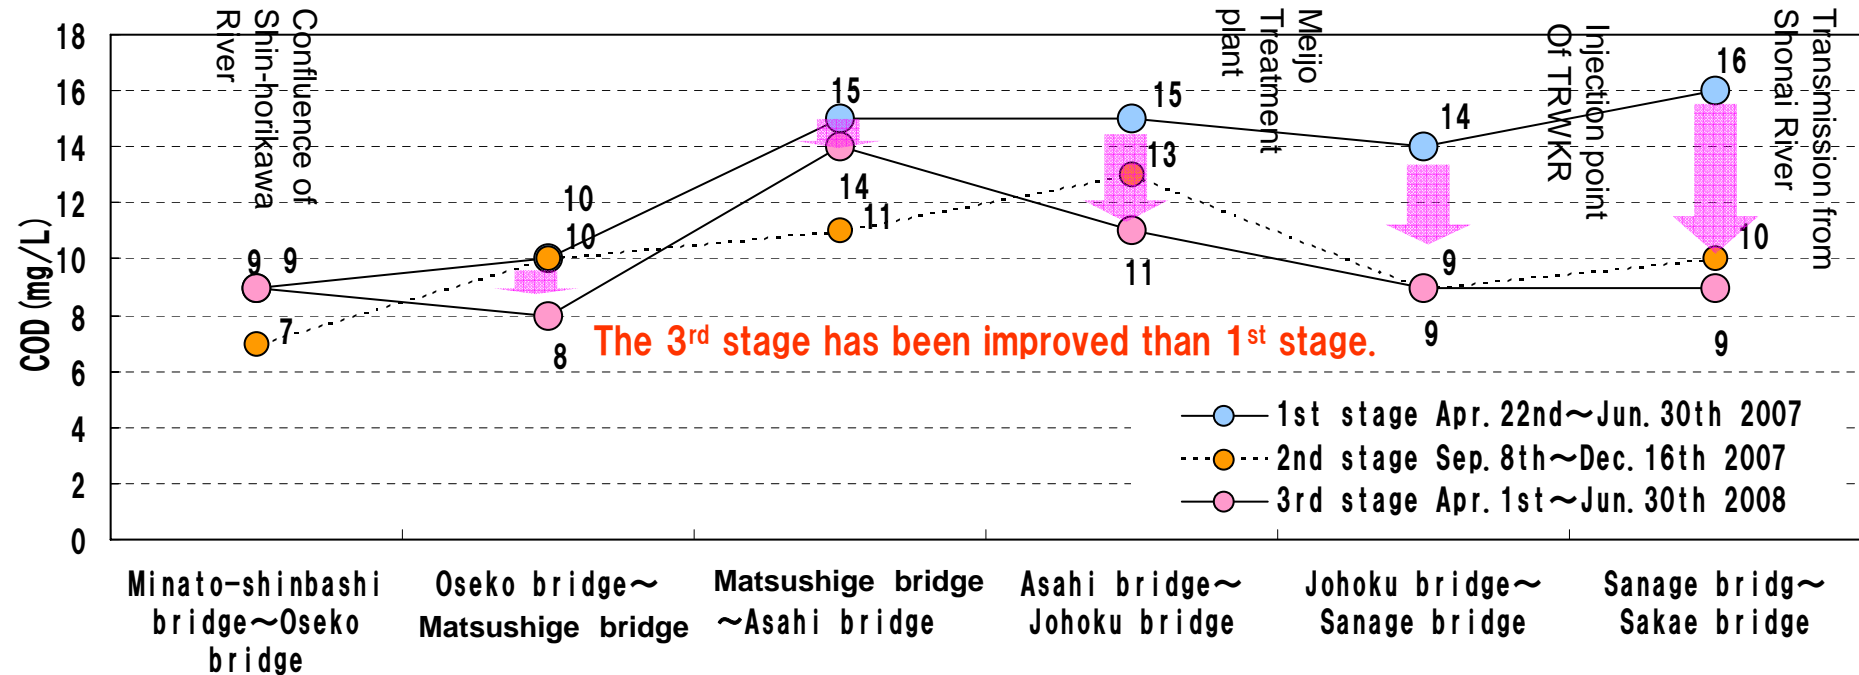 Confluence of
Shin-horikawa
River
Meijo
Treatment
plant
Injection point
Of TRWKR
Transmission from
Shonai River
COD(mg/L)
18
16
14
12
10
8
6
4
2
0
9
9
7
10
10
8
15
14
11
15
13
11
14
9
9
16
10
9
The 3rd stage has been improved than 1st stage.
1st stage Apr.22nd～Jun.30th 2007
2nd stage Sep.8th～Dec.16th 2007
3rd stage Apr.1st～Jun.30th 2008
Minato-shinbashi
bridge～Oseko
bridge
Oseko bridge～
Matsushige bridge
Matsushige bridge
～Asahi bridge
Asahi bridge～
Johoku bridge
Johoku bridge～
Sanage bridge
Sanage bridg～
Sakae bridge